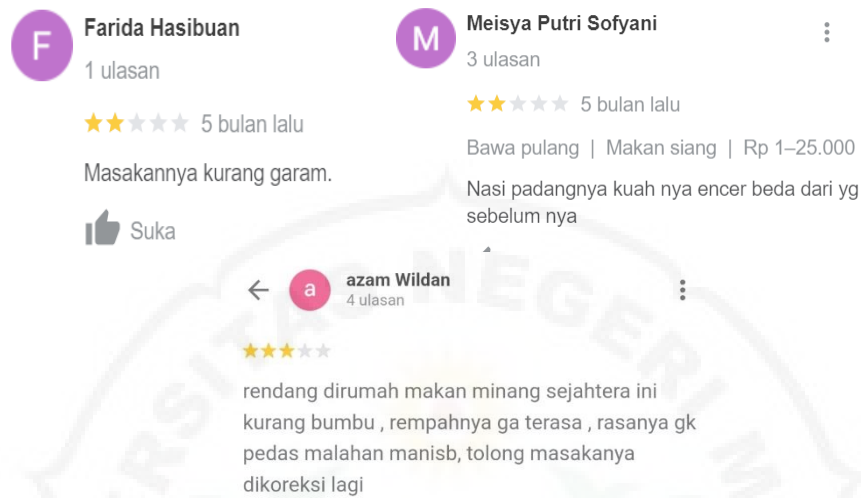 F
Farida Hasibuan
1 ulasan
5 bulan lalu
Masakannya kurang garam.
Suka
M
Meisya Putri Sofyani
3 ulasan
5 bulan lalu
Bawa pulang | Makan siang | Rp 1–25.000
Nasi padangnya kuah nya encer beda dari yg
sebelum nya
a
azam Wildan
4 ulasan
rendang dirumah makan minang sejahtera ini
kurang bumbu , rempahnya ga terasa , rasanya gk
pedas malahan manisb, tolong masakanya
dikoreksi lagi